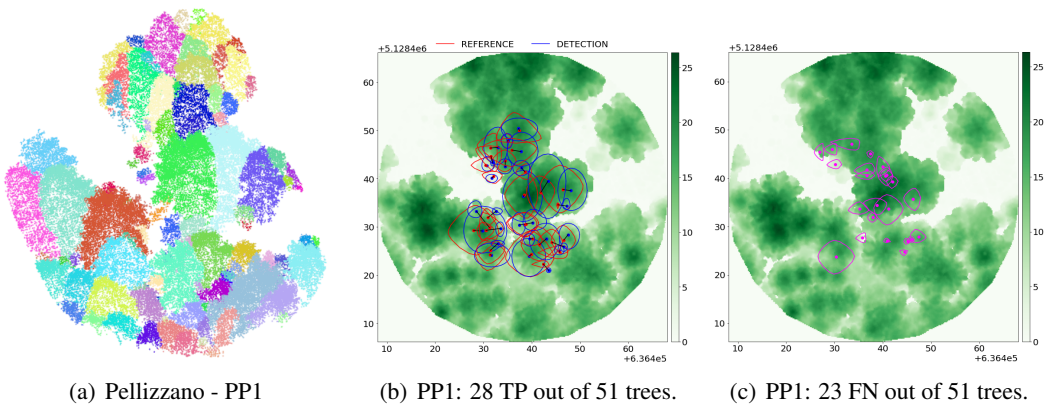 +5.1284e6
REFERENCE DETECTION
60
50
40
30
20
10
10 20 30 40 50 60
+6.364e5
25
20
15
10
5
0
+5.1284e6
60
50
40
30
20
10
10 20 30 40 50 60
+6.364e5
25
20
15
10
5
0
(a) Pellizzano - PP1
(b) PP1: 28 TP out of 51 trees.
(c) PP1: 23 FN out of 51 trees.